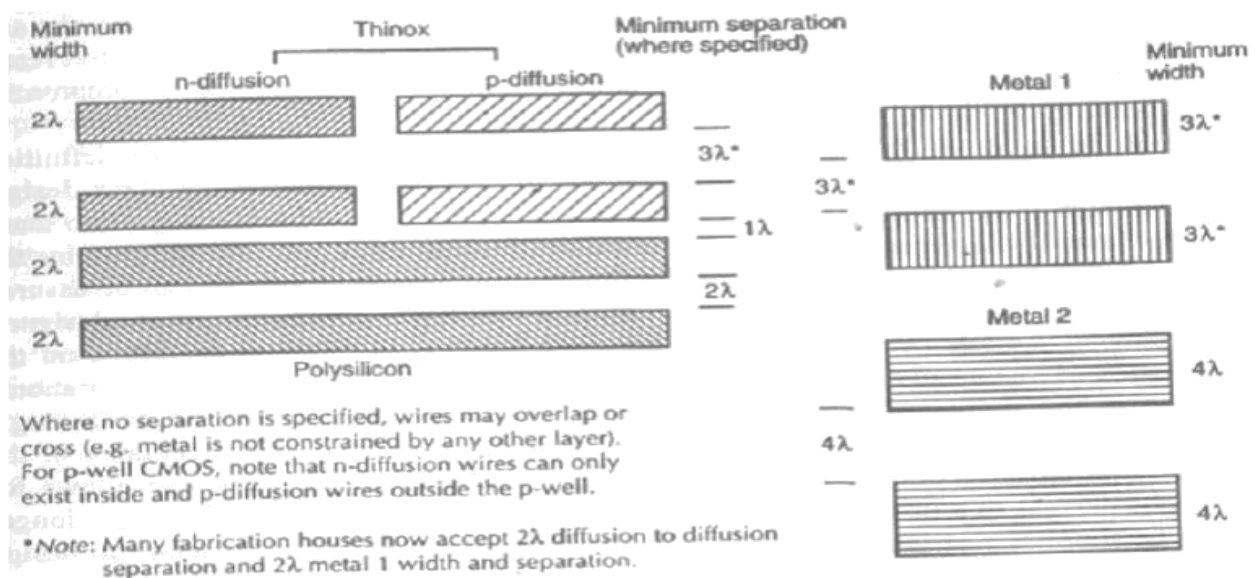 Minimum
width
Thinox
Minimum separation
(where specified)
Minimum
width
n-diffusion
p-diffusion
Metal 1
2λ
3λ*
3λ*
3λ*
2λ
1λ
3λ*
2λ
2λ
Metal 2
2λ
Polysilicon
4λ
Where no separation is specified, wires may overlap or
cross (e.g. metal is not constrained by any other layer).
For p-well CMOS, note that n-diffusion wires can only
exist inside and p-diffusion wires outside the p-well.
4λ
4λ
*Note: Many fabrication houses now accept 2λ diffusion to diffusion
separation and 2λ metal 1 width and separation.